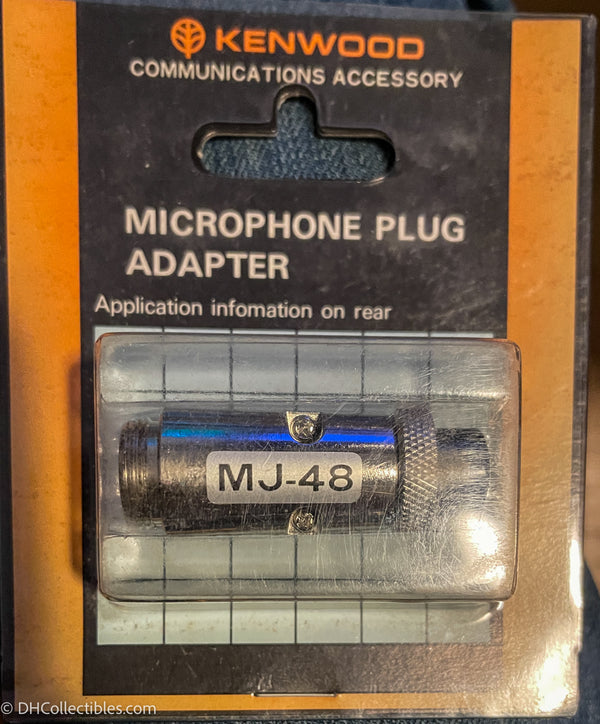 KENWOOD
COMMUNICATIONS ACCESSORY
MICROPHONE PLUG
ADAPTER
Application infomation on rear
MJ-48
© DHCollectibles.com